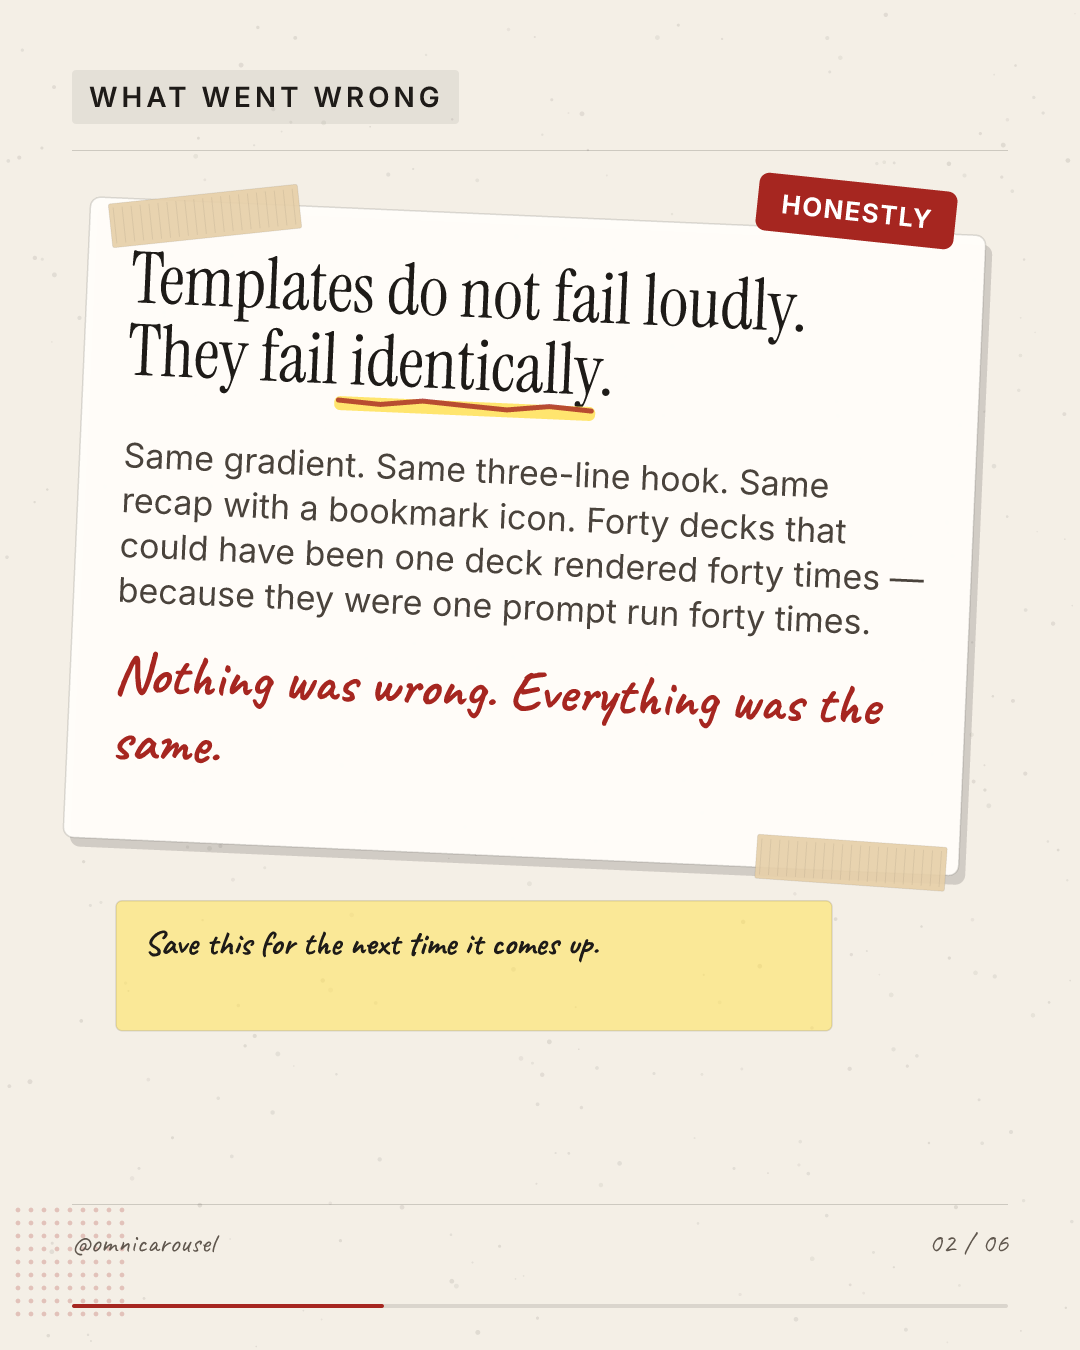 WHAT WENT WRONG
HONESTLY
Templates do not fail loudly.
They fail identically.
Same gradient. Same three-line hook. Same
recap with a bookmark icon. Forty decks that
could have been one deck rendered forty times —
because they were one prompt run forty times.
Nothing was wrong. Everything was the
same.
Save this for the next time it comes up.
@omnicarousel
02 / 06